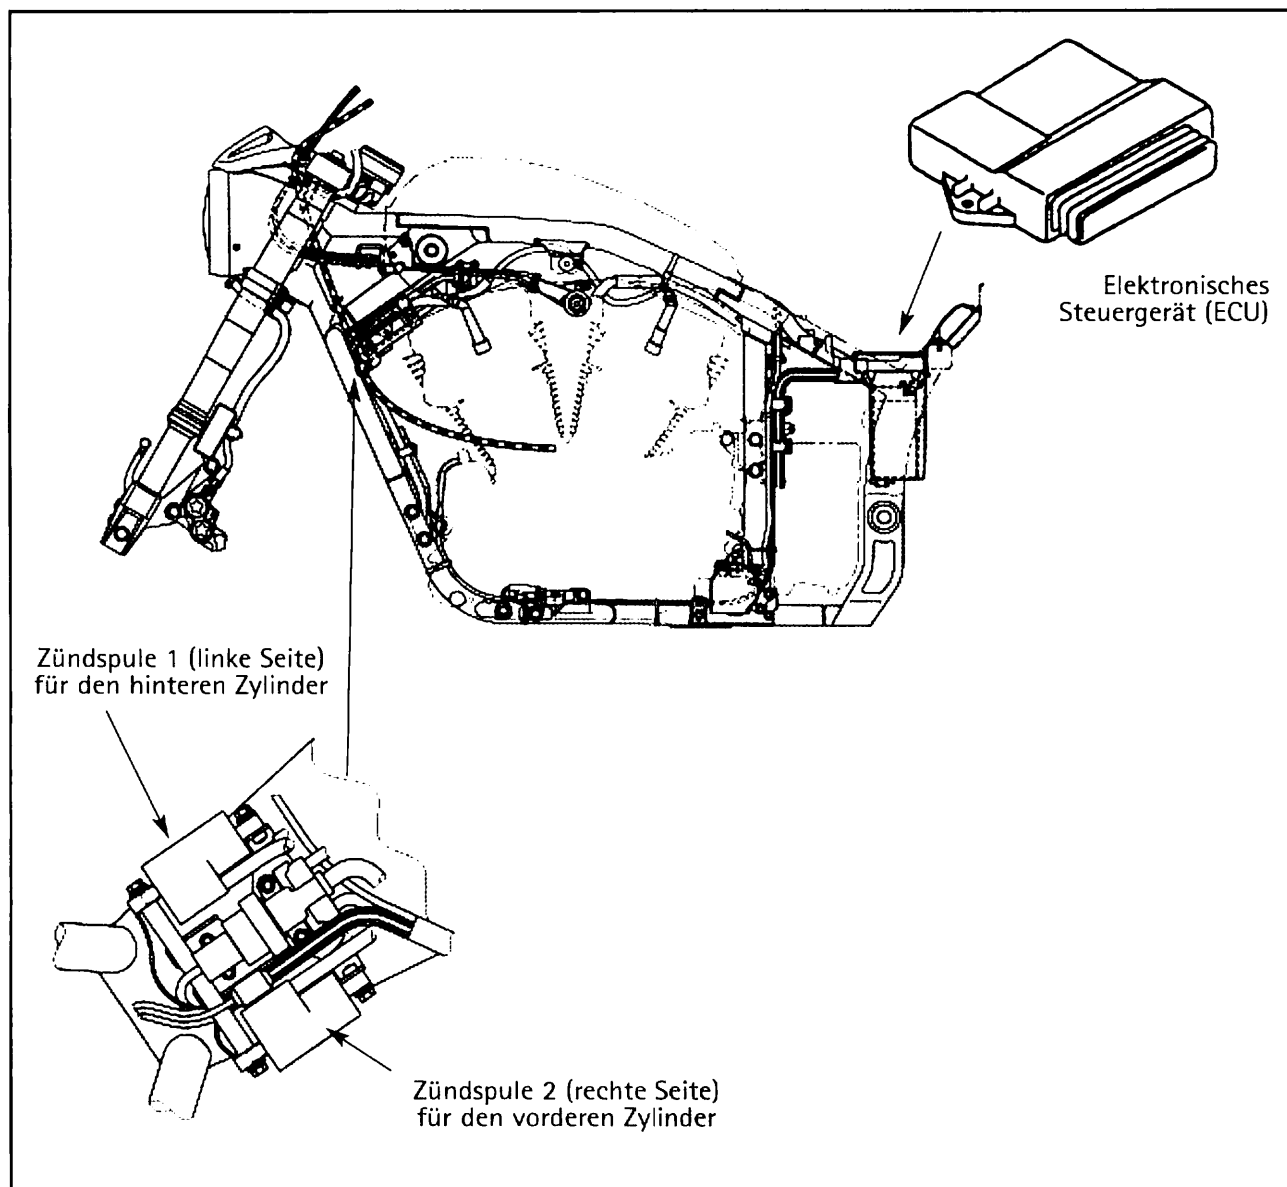 Elektronisches
Steuergerät (ECU)
Zündspule 1 (linke Seite)
für den hinteren Zylinder
Zündspule 2 (rechte Seite)
für den vorderen Zylinder